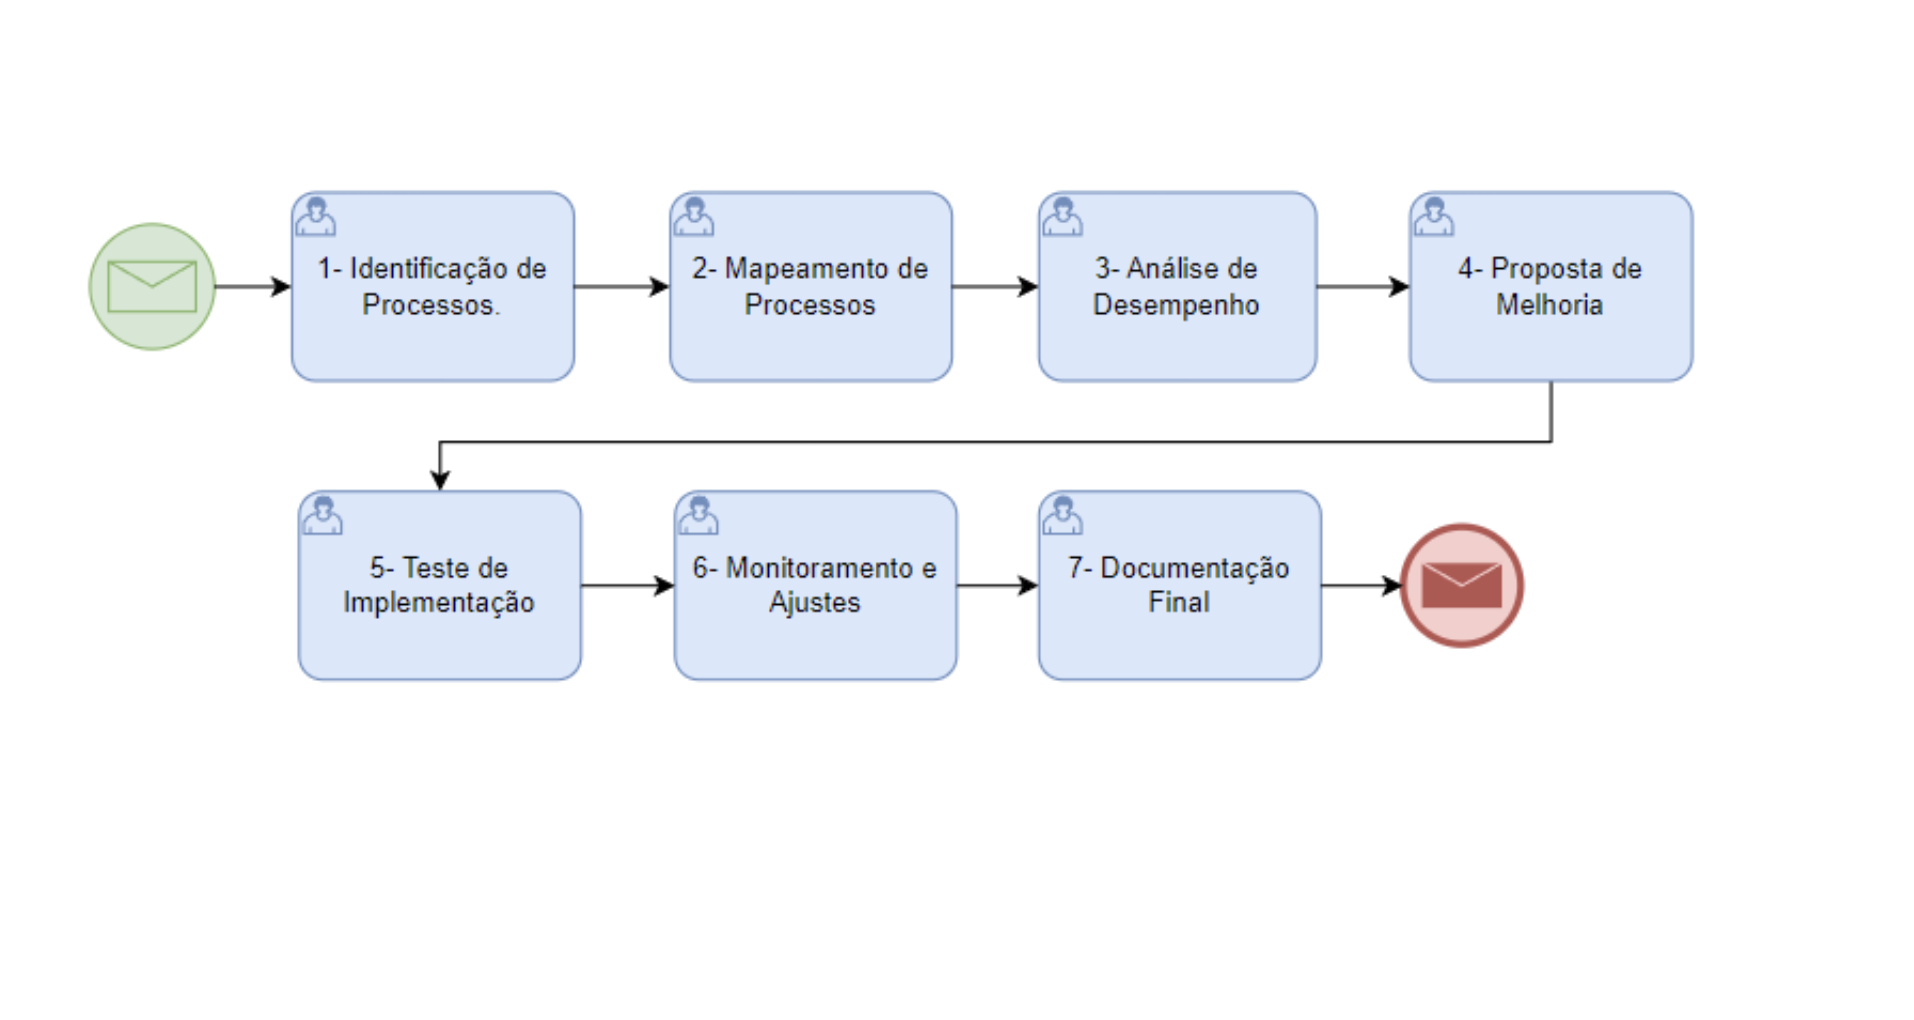 1- Identificação de
Processos.
2- Mapeamento de
Processos
3- Análise de
Desempenho
4- Proposta de
Melhoria
5- Teste de
Implementação
6- Monitoramento e
Ajustes
7- Documentação
Final